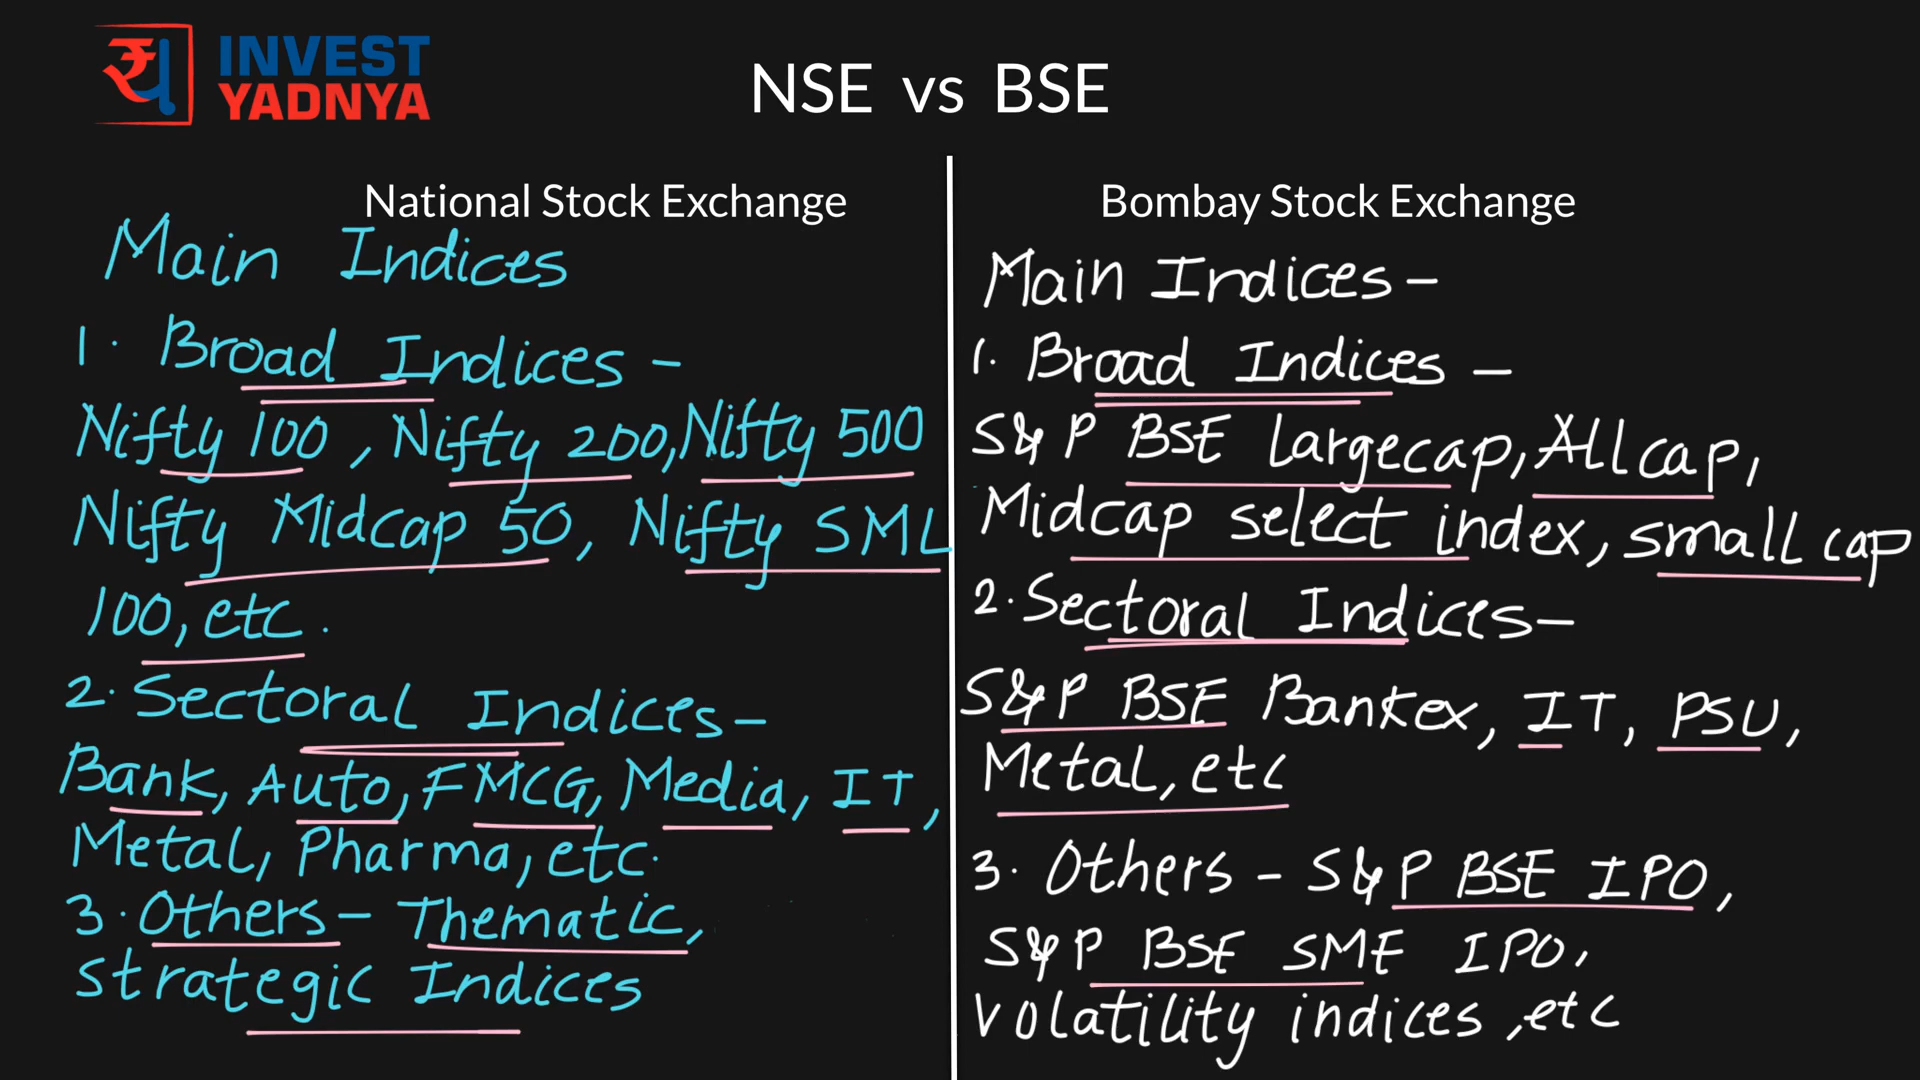 य
INVEST
YADNYA
NSE vs BSE
National Stock Exchange
Main Indices
1. Broad Indices -
Nifty 100, Nifty 200, Nifty 500
Nifty Midcap 50, Nifty SML
100, etc.
2. Sectoral Indices -
Bank, Auto, FMCG, Media, IT,
Metal, Pharma, etc.
3. Others - Thematic,
Strategic Indices
Bombay Stock Exchange
Main Indices -
1. Broad Indices -
S&P BSE largecap, Allcap,
Midcap select index, small cap
2. Sectoral Indices -
S&P BSE Bankex, IT, PSU,
Metal, etc
3. Others - S&P BSE IPO,
S&P BSE SME IPO,
Volatility indices, etc